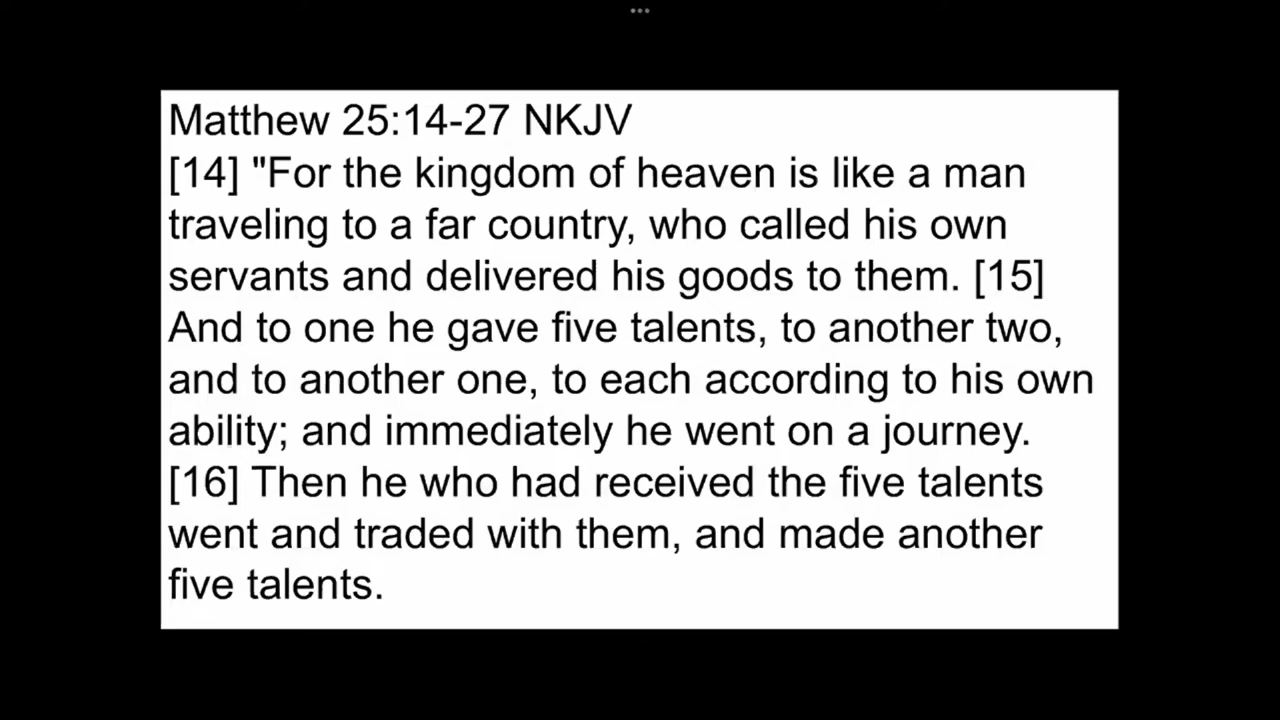 Matthew 25:14-27 NKJV
[14] "For the kingdom of heaven is like a man
traveling to a far country, who called his own
servants and delivered his goods to them. [15]
And to one he gave five talents, to another two,
and to another one, to each according to his own
ability; and immediately he went on a journey.
[16] Then he who had received the five talents
went and traded with them, and made another
five talents.